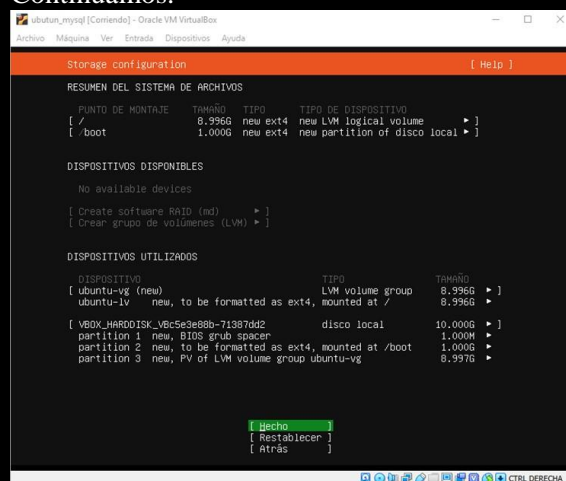 Continuamos:
ubutun_mysql [Corriendo] - Oracle VM VirtualBox
Archivo Máquina Ver Entrada Dispositivos Ayuda
Storage configuration [ Help ]
RESUMEN DEL SISTEMA DE ARCHIVOS
PUNTO DE MONTAJE TAMAÑO TIPO TIPO DE DISPOSITIVO
[ / 8.996G new ext4 new LVM logical volume ▸ ]
[ /boot 1.000G new ext4 new partition of disco local ▸ ]
DISPOSITIVOS DISPONIBLES
No available devices
[ Create software RAID (md) ▸ ]
[ Crear grupo de volúmenes (LVM) ▸ ]
DISPOSITIVOS UTILIZADOS
DISPOSITIVO TIPO TAMAÑO
[ ubuntu-vg (new) LVM volume group 8.996G ▸ ]
ubuntu-lv new, to be formatted as ext4, mounted at / 8.996G ▸
[ VBOX_HARDDISK_VBc5e3e88b-71387dd2 disco local 10.000G ▸ ]
partition 1 new, BIOS grub spacer 1.000M ▸
partition 2 new, to be formatted as ext4, mounted at /boot 1.000G ▸
partition 3 new, PV of LVM volume group ubuntu-vg 8.997G ▸
[ Hecho ]
[ Restablecer ]
[ Atrás ]
CTRL DERECHA